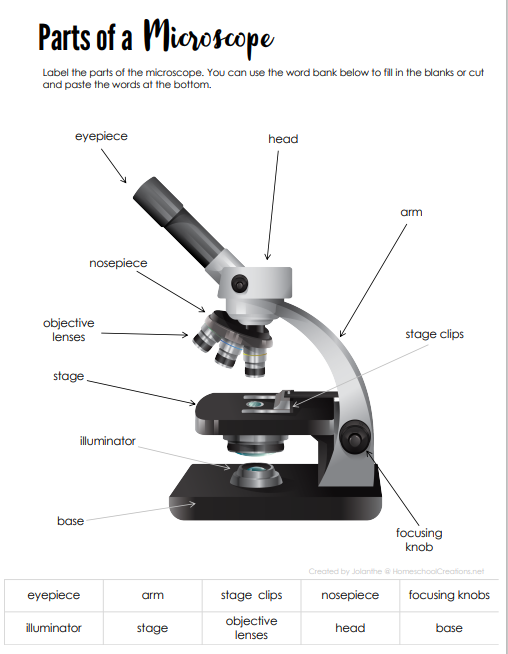 Parts of a Microscope
Label the parts of the microscope. You can use the word bank below to fill in the blanks or cut
and paste the words at the bottom.
eyepiece
head
arm
nosepiece
objective
lenses
stage clips
stage
illuminator
base
focusing
knob
Created by Jolanthe @ HomeschoolCreations.net
eyepiece arm stage clips nosepiece focusing knobs
illuminator stage objective lenses head base